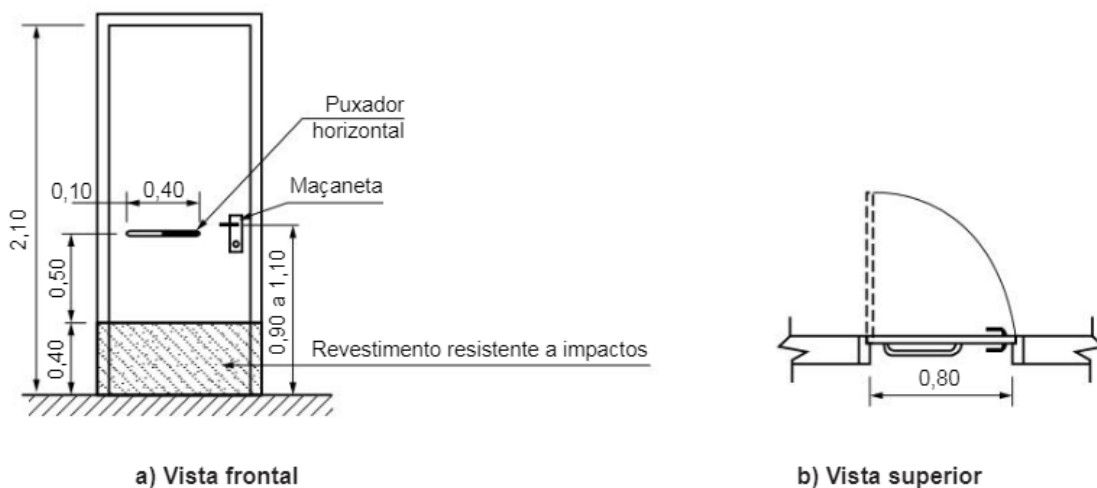 Puxador
horizontal
Maçaneta
0,10
0,40
2,10
0,50
0,90 a 1,10
0,40
Revestimento resistente a impactos
0,80
a) Vista frontal
b) Vista superior